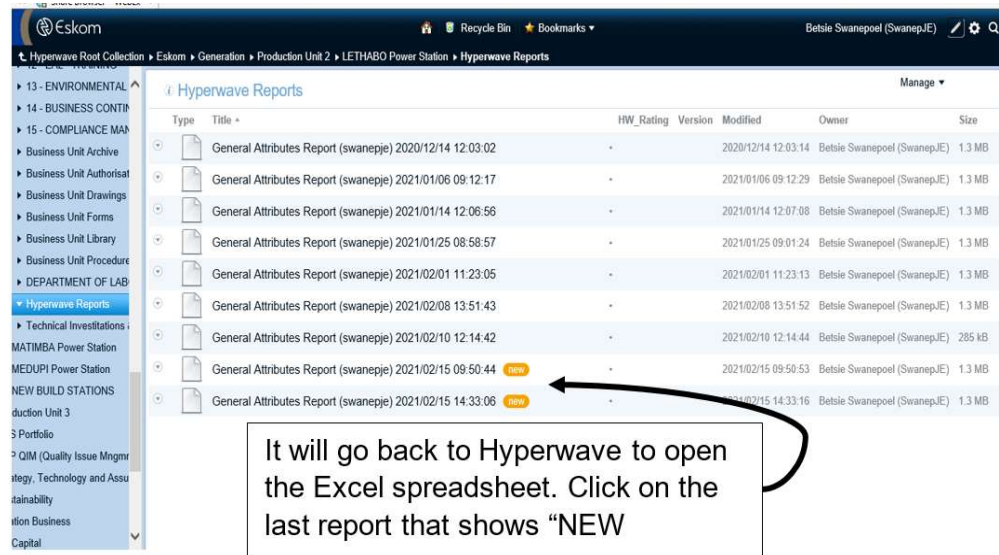 Eskom
Recycle Bin Bookmarks ▾
Betsie Swanepoel (SwanepJE)
Hyperwave Root Collection ▸ Eskom ▸ Generation ▸ Production Unit 2 ▸ LETHABO Power Station ▸ Hyperwave Reports
13 - ENVIRONMENTAL
14 - BUSINESS CONTIN
15 - COMPLIANCE MAN
Business Unit Archive
Business Unit Authorisat
Business Unit Drawings
Business Unit Forms
Business Unit Library
Business Unit Procedure
DEPARTMENT OF LAB
Hyperwave Reports
Technical Investitations
MATIMBA Power Station
MEDUPI Power Station
NEW BUILD STATIONS
duction Unit 3
S Portfolio
P QIM (Quality Issue Mngmn
ategy, Technology and Assu
stainability
ation Business
Capital
Hyperwave Reports
Manage ▾
Type Title HW_Rating Version Modified Owner Size
General Attributes Report (swanepje) 2020/12/14 12:03:02 - 2020/12/14 12:03:14 Betsie Swanepoel (SwanepJE) 1.3 MB
General Attributes Report (swanepje) 2021/01/06 09:12:17 - 2021/01/06 09:12:29 Betsie Swanepoel (SwanepJE) 1.3 MB
General Attributes Report (swanepje) 2021/01/14 12:06:56 - 2021/01/14 12:07:08 Betsie Swanepoel (SwanepJE) 1.3 MB
General Attributes Report (swanepje) 2021/01/25 08:58:57 - 2021/01/25 09:01:24 Betsie Swanepoel (SwanepJE) 1.3 MB
General Attributes Report (swanepje) 2021/02/01 11:23:05 - 2021/02/01 11:23:13 Betsie Swanepoel (SwanepJE) 1.3 MB
General Attributes Report (swanepje) 2021/02/08 13:51:43 - 2021/02/08 13:51:52 Betsie Swanepoel (SwanepJE) 1.3 MB
General Attributes Report (swanepje) 2021/02/10 12:14:42 - 2021/02/10 12:14:44 Betsie Swanepoel (SwanepJE) 285 kB
General Attributes Report (swanepje) 2021/02/15 09:50:44 new - 2021/02/15 09:50:53 Betsie Swanepoel (SwanepJE) 1.3 MB
General Attributes Report (swanepje) 2021/02/15 14:33:06 new - 2021/02/15 14:33:16 Betsie Swanepoel (SwanepJE) 1.3 MB
It will go back to Hyperwave to open
the Excel spreadsheet. Click on the
last report that shows “NEW